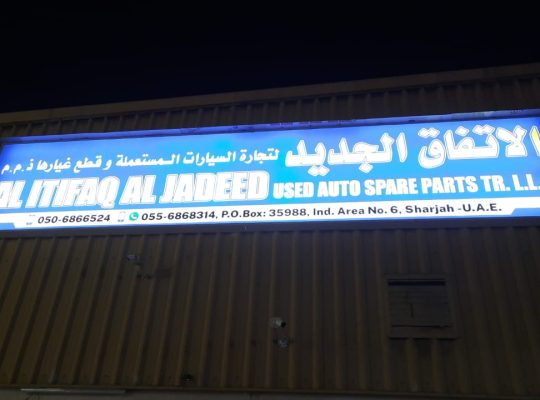 الاتفاق الجديد لتجارة السيارات المستعملة و قطع غيارها ذ.م.م
AL ITIFAQ AL JADEED USED AUTO SPARE PARTS TR. L.L.
050-6866524 055-6868314, P.O.Box: 35988, Ind. Area No. 6, Sharjah -U.A.E.